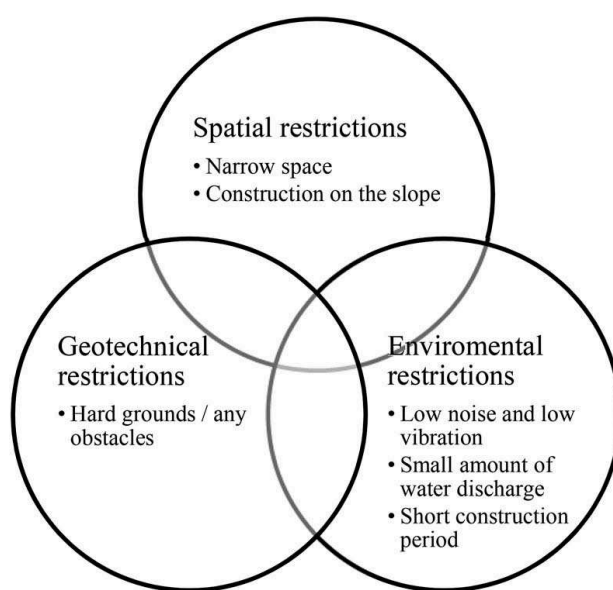 Spatial restrictions
• Narrow space
• Construction on the slope
Geotechnical
restrictions
• Hard grounds / any
obstacles
Enviromental
restrictions
• Low noise and low
vibration
• Small amount of
water discharge
• Short construction
period